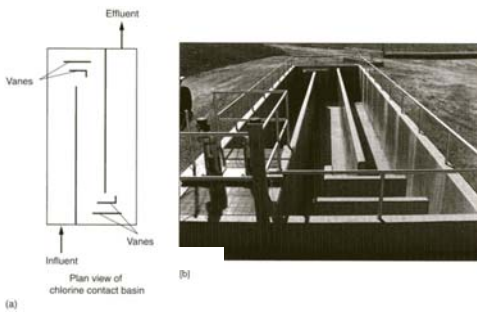 Effluent
Vanes
Vanes
Influent
Plan view of
chlorine contact basin
(a)
[b]